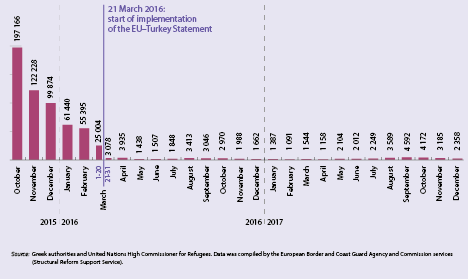 21 March 2016:
start of implementation
of the EU–Turkey Statement
197 166
122 228
99 874
61 440
55 395
25 004
3 078
3 935
1 438
1 507
1 848
3 413
3 046
2 970
1 988
1 662
1 387
1 091
1 544
1 158
2 104
2 012
2 249
3 589
4 592
4 172
3 185
2 358
October
November
December
January
February
1-20
March
21-31
April
May
June
July
August
September
October
November
December
January
February
March
April
May
June
July
August
September
October
November
December
2015 2016
2016 2017
Source: Greek authorities and United Nations High Commissioner for Refugees. Data was compiled by the European Border and Coast Guard Agency and Commission services
(Structural Reform Support Service).